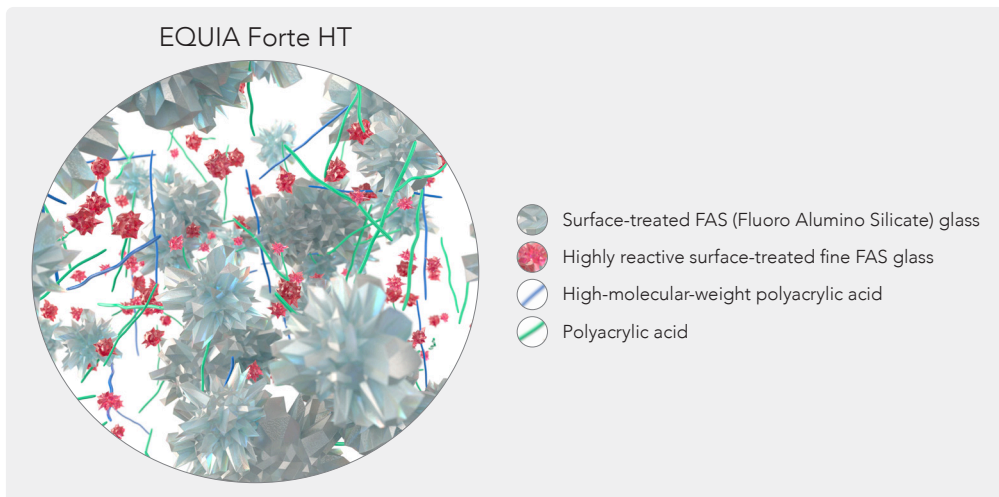 EQUIA Forte HT
Surface-treated FAS (Fluoro Alumino Silicate) glass
Highly reactive surface-treated fine FAS glass
High-molecular-weight polyacrylic acid
Polyacrylic acid